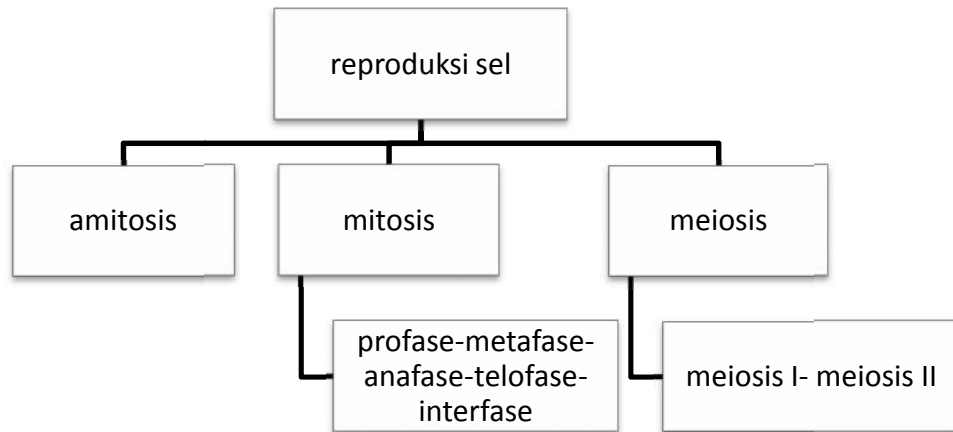 reproduksi sel
amitosis
mitosis
meiosis
profase-metafase-
anafase-telofase-
interfase
meiosis I- meiosis II